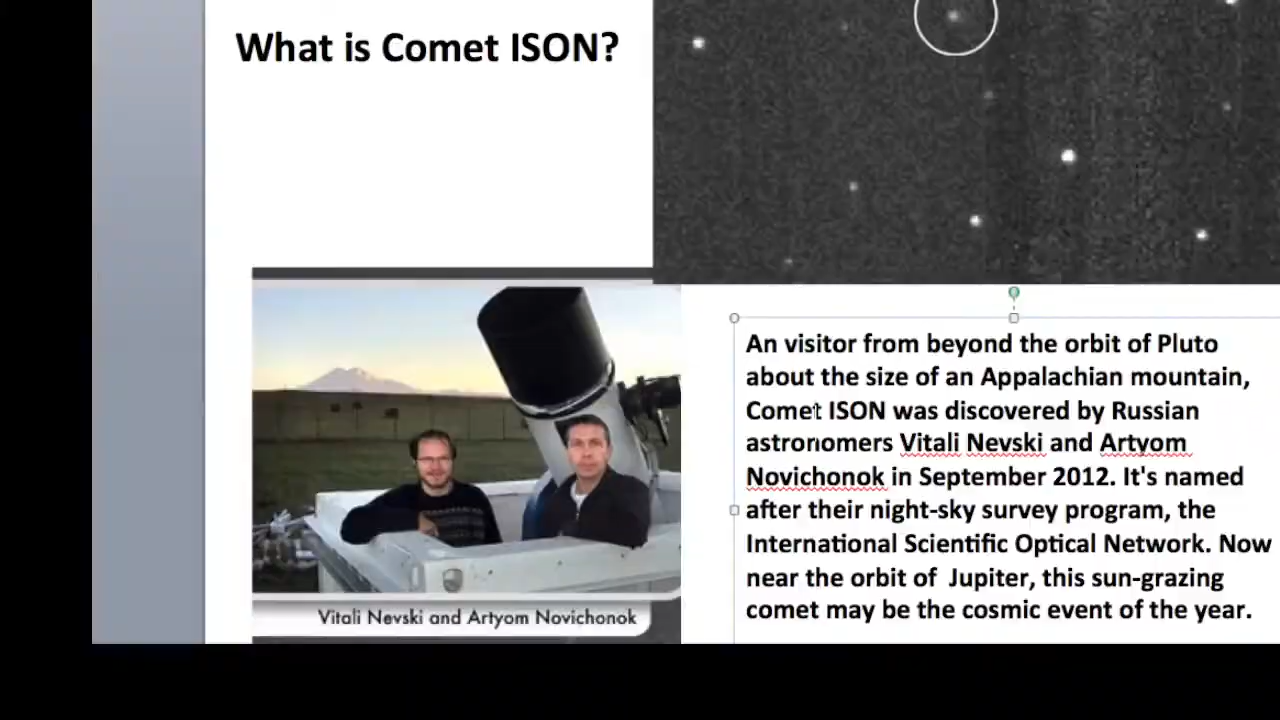 What is Comet ISON?
An visitor from beyond the orbit of Pluto
about the size of an Appalachian mountain,
Comet ISON was discovered by Russian
astronomers Vitali Nevski and Artyom
Novichonok in September 2012. It's named
after their night-sky survey program, the
International Scientific Optical Network. Now
near the orbit of  Jupiter, this sun-grazing
comet may be the cosmic event of the year.
Vitali Nevski and Artyom Novichonok